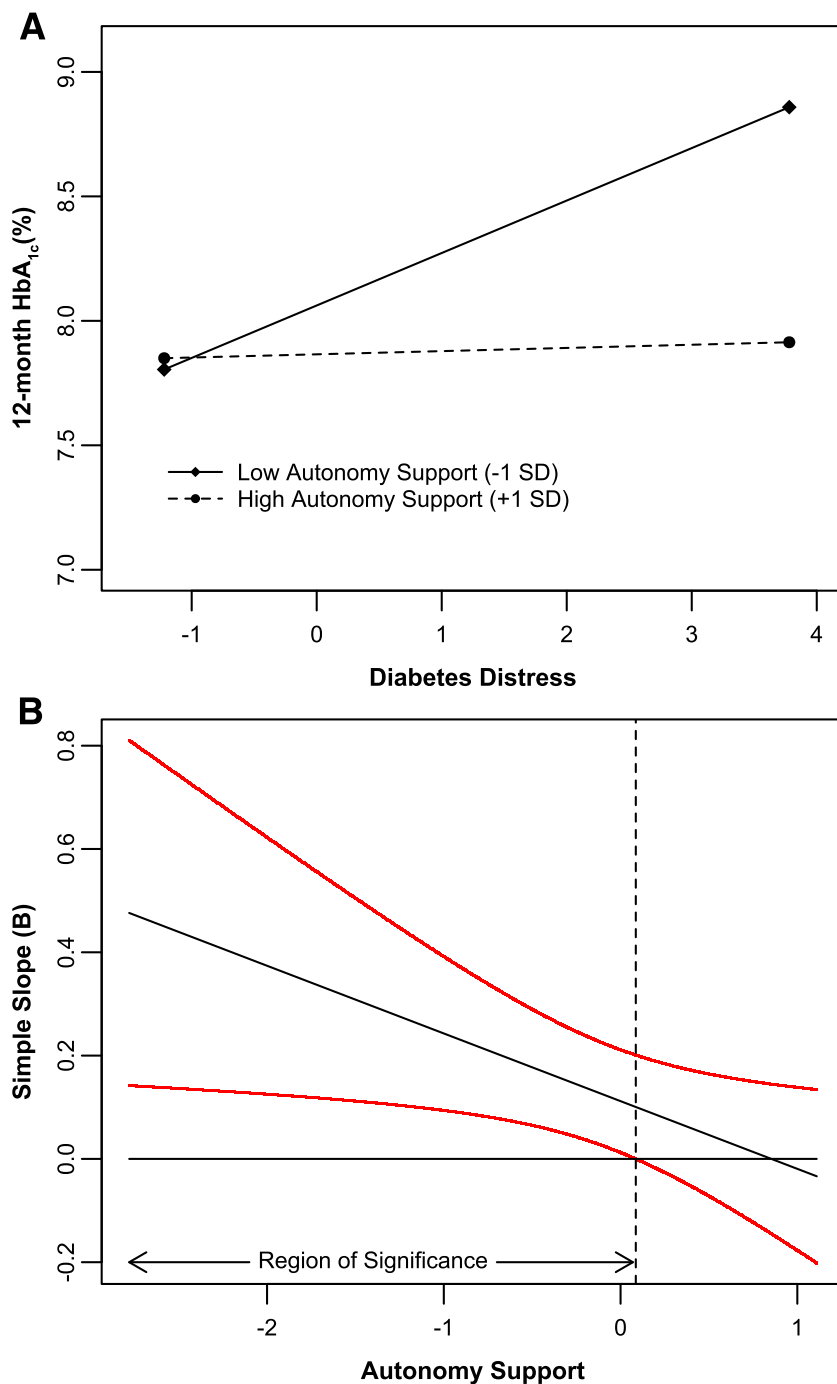 A
9.0
8.5
8.0
7.5
7.0
12-month HbA1c(%)
Low Autonomy Support (-1 SD)
High Autonomy Support (+1 SD)
-1 0 1 2 3 4
Diabetes Distress
B
0.8
0.6
0.4
0.2
0.0
-0.2
Simple Slope (B)
Region of Significance
-2 -1 0 1
Autonomy Support